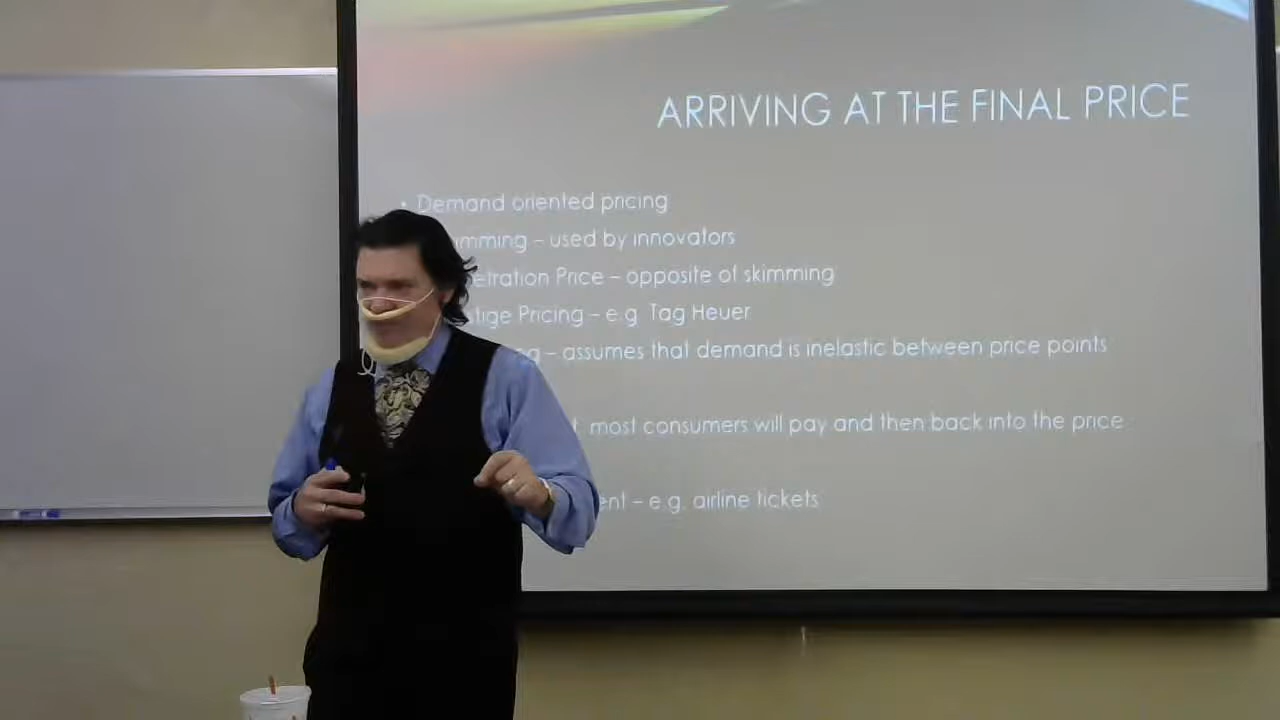 ARRIVING AT THE FINAL PRICE
• Demand oriented pricing
mming – used by innovators
etration Price – opposite of skimming
tige Pricing – e.g. Tag Heuer
g – assumes that demand is inelastic between price points
most consumers will pay and then back into the price
ent – e.g. airline tickets